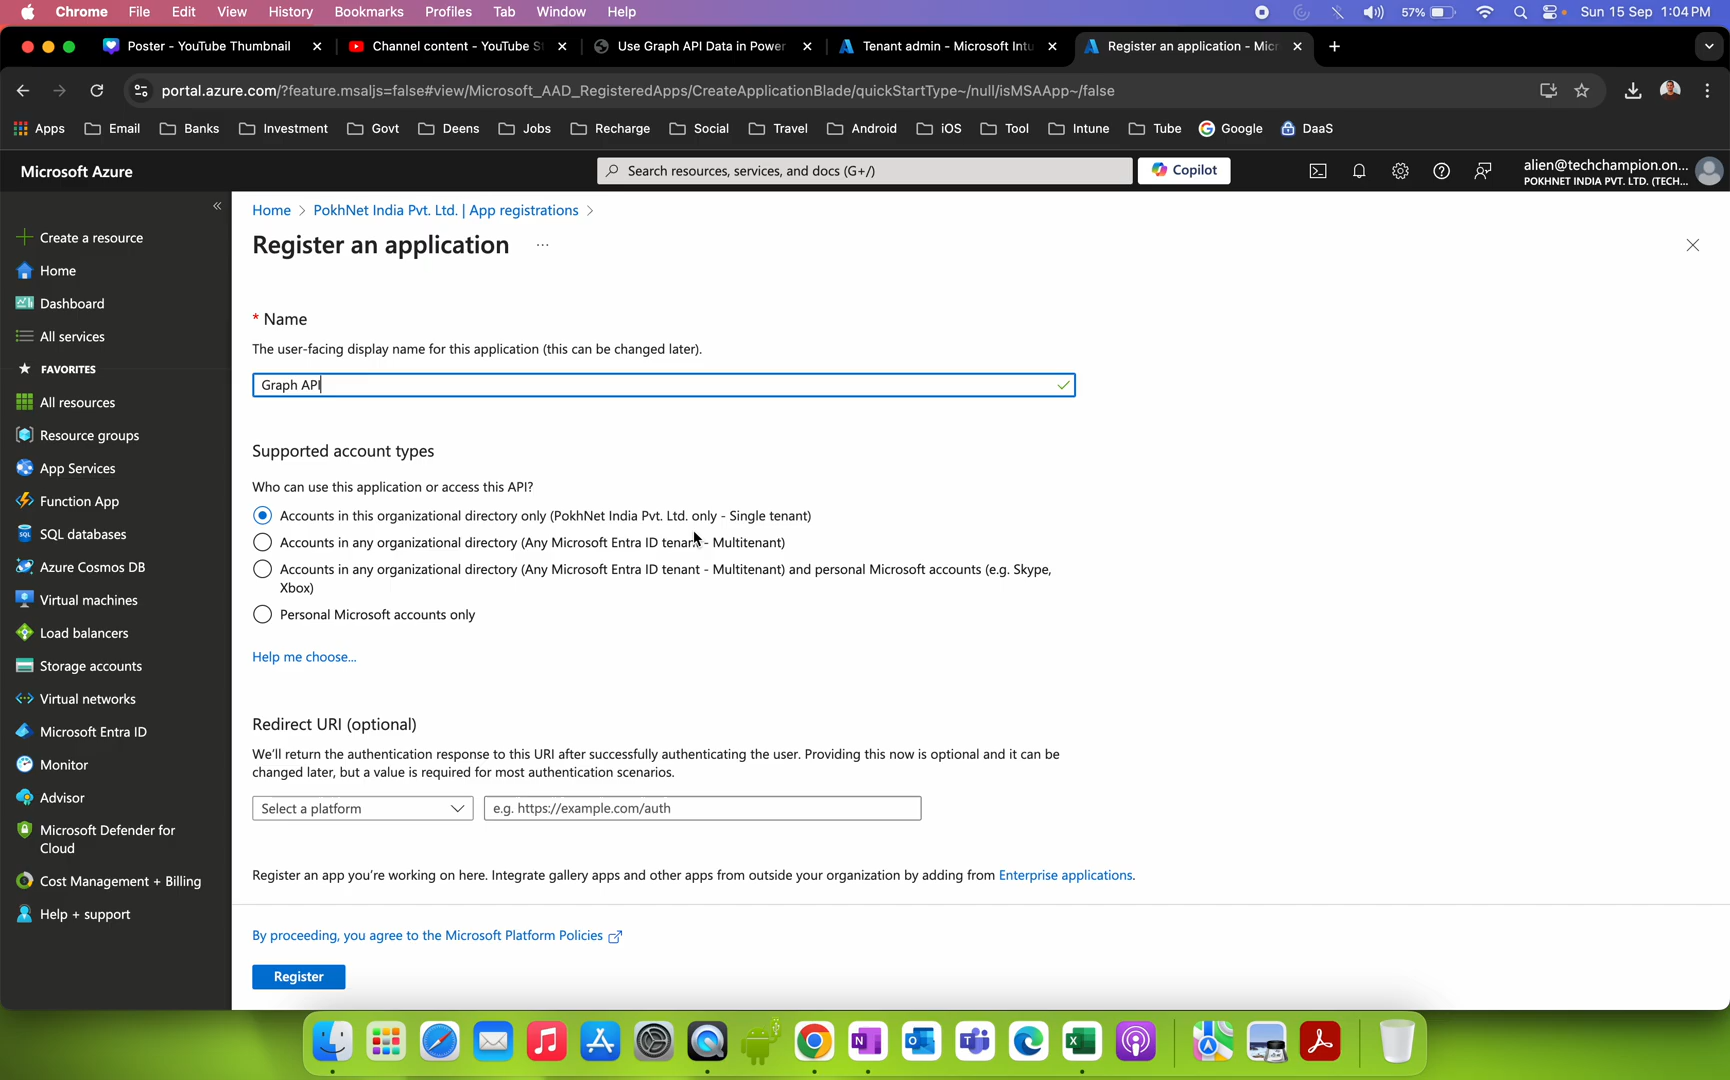 Chrome File Edit View History Bookmarks Profiles Tab Window Help 57% Sun 15 Sep 1:04 PM
Poster - YouTube Thumbnail Channel content - YouTube S Use Graph API Data in Power Tenant admin - Microsoft Intu Register an application - Micr
portal.azure.com/?feature.msaljs=false#view/Microsoft_AAD_RegisteredApps/CreateApplicationBlade/quickStartType~/null/isMSAApp~/false
Apps Email Banks Investment Govt Deens Jobs Recharge Social Travel Android iOS Tool Intune Tube Google DaaS
Microsoft Azure Search resources, services, and docs (G+/) Copilot alien@techchampion.on...
POKHNET INDIA PVT. LTD. (TECH...
Create a resource
Home
Dashboard
All services
FAVORITES
All resources
Resource groups
App Services
Function App
SQL databases
Azure Cosmos DB
Virtual machines
Load balancers
Storage accounts
Virtual networks
Microsoft Entra ID
Monitor
Advisor
Microsoft Defender for
Cloud
Cost Management + Billing
Help + support
Home > PokhNet India Pvt. Ltd. | App registrations >
Register an application ...
* Name
The user-facing display name for this application (this can be changed later).
Graph API
Supported account types
Who can use this application or access this API?
Accounts in this organizational directory only (PokhNet India Pvt. Ltd. only - Single tenant)
Accounts in any organizational directory (Any Microsoft Entra ID tenant - Multitenant)
Accounts in any organizational directory (Any Microsoft Entra ID tenant - Multitenant) and personal Microsoft accounts (e.g. Skype,
Xbox)
Personal Microsoft accounts only
Help me choose...
Redirect URI (optional)
We'll return the authentication response to this URI after successfully authenticating the user. Providing this now is optional and it can be
changed later, but a value is required for most authentication scenarios.
Select a platform e.g. https://example.com/auth
Register an app you're working on here. Integrate gallery apps and other apps from outside your organization by adding from Enterprise applications.
By proceeding, you agree to the Microsoft Platform Policies
Register